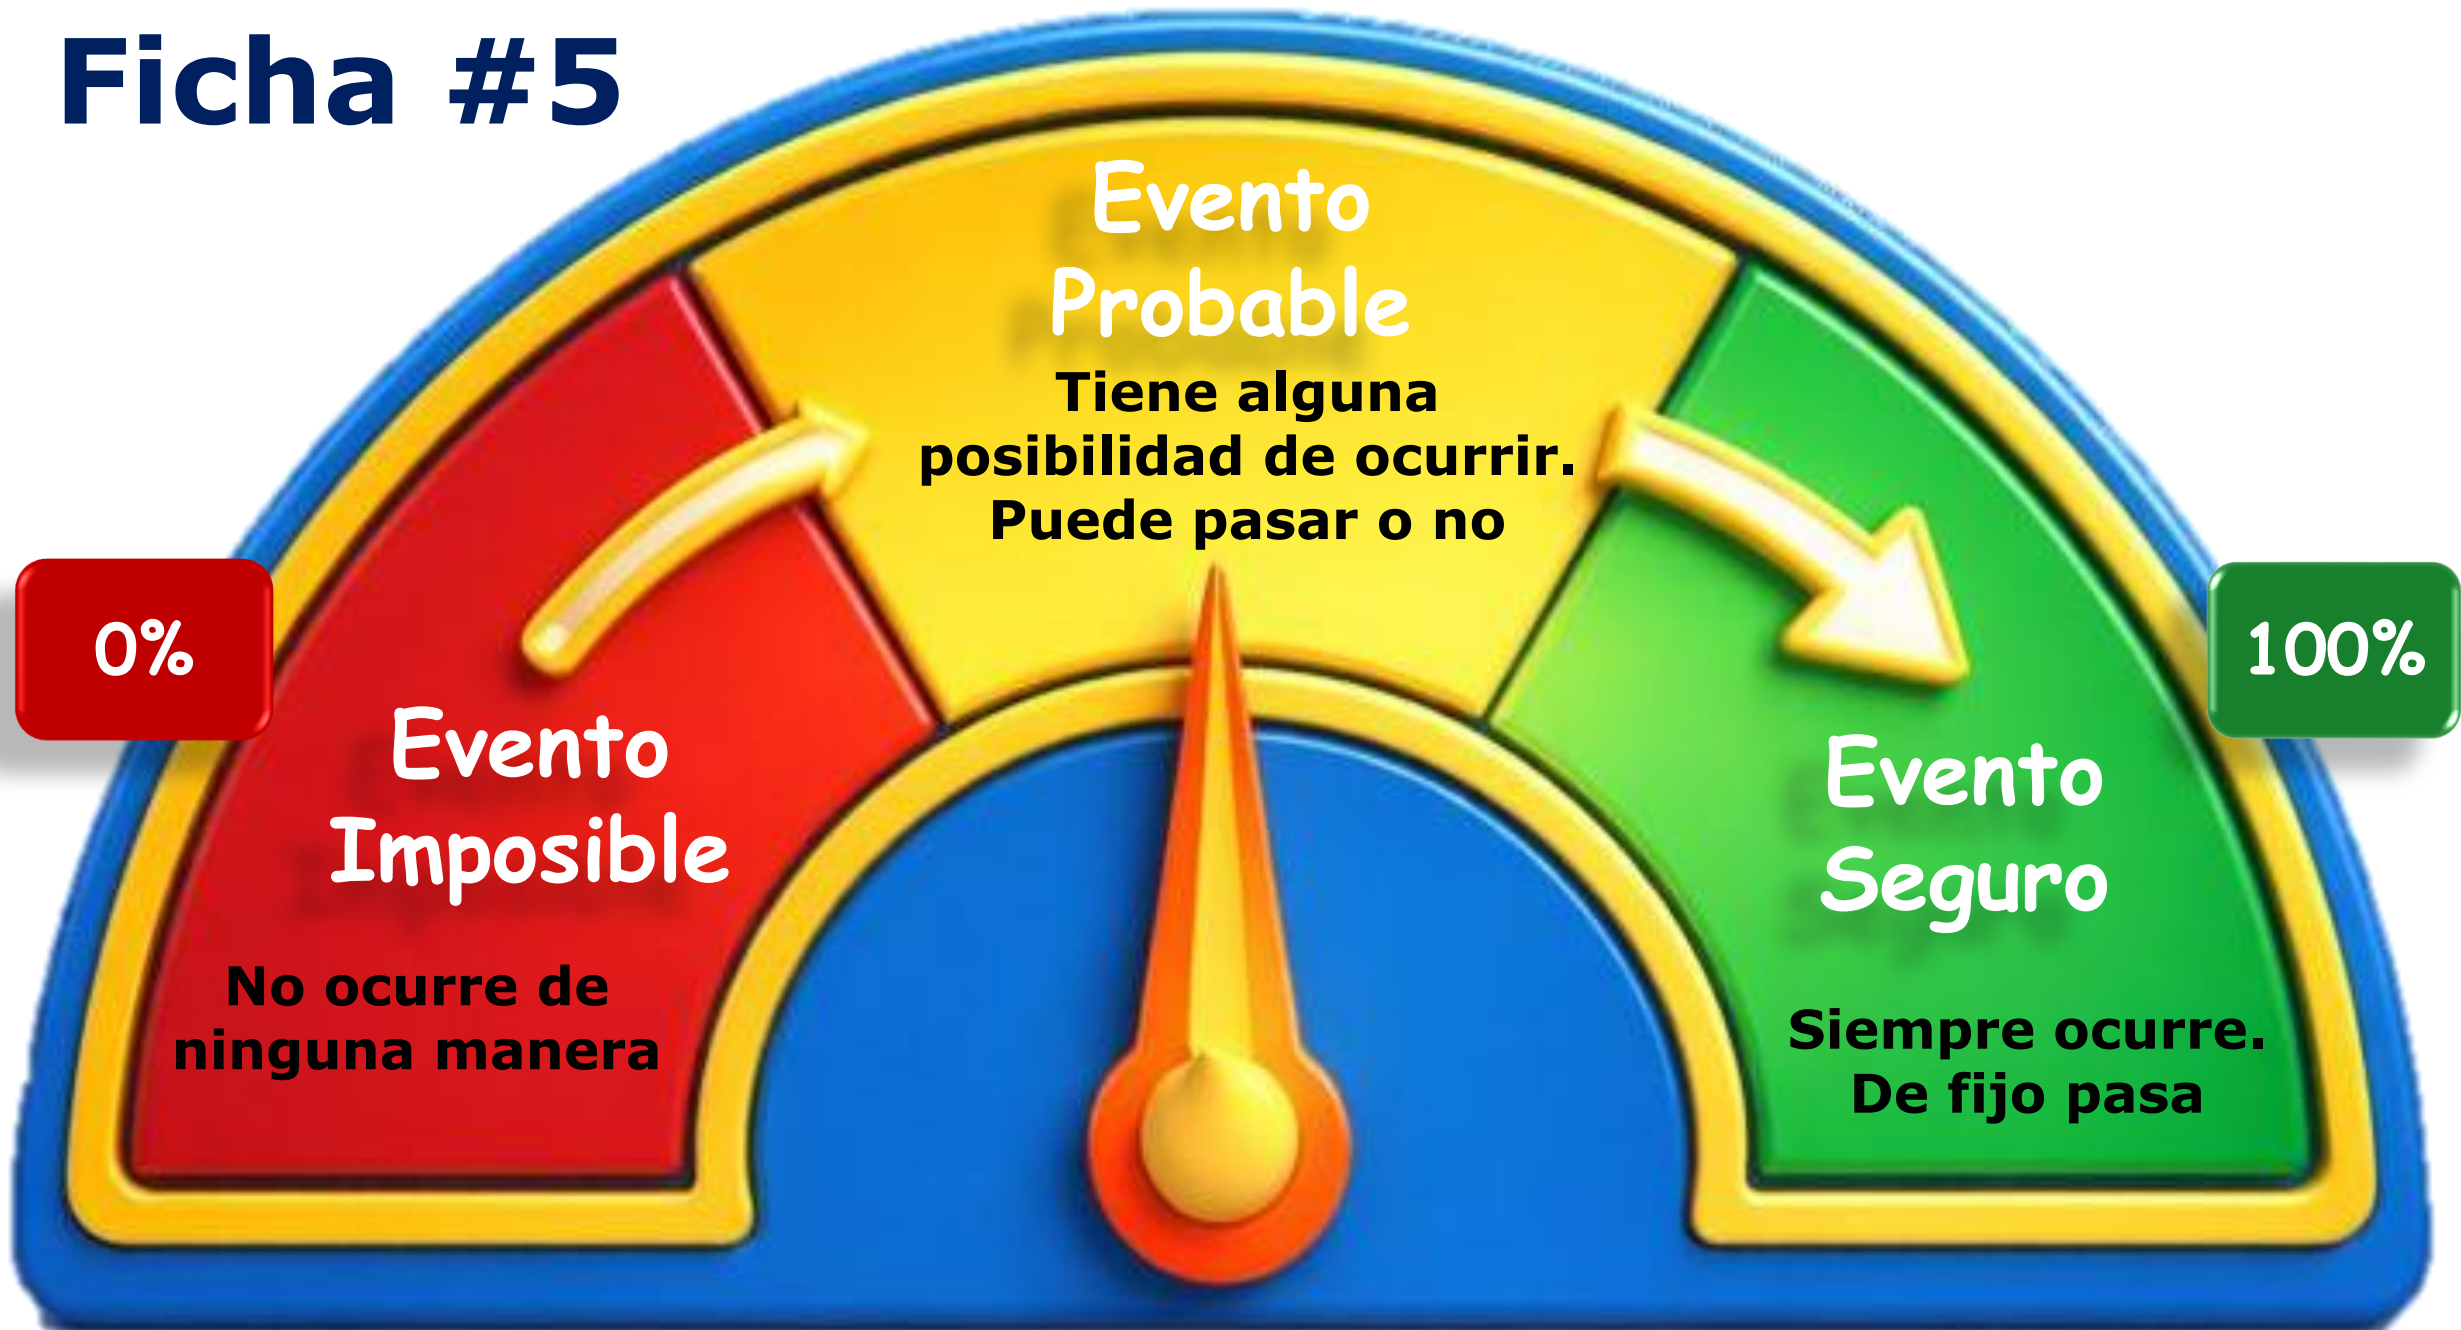 Ficha #5
Evento
Probable
Tiene alguna
posibilidad de ocurrir.
Puede pasar o no
0%
100%
Evento
Imposible
No ocurre de
ninguna manera
Evento
Seguro
Siempre ocurre.
De fijo pasa